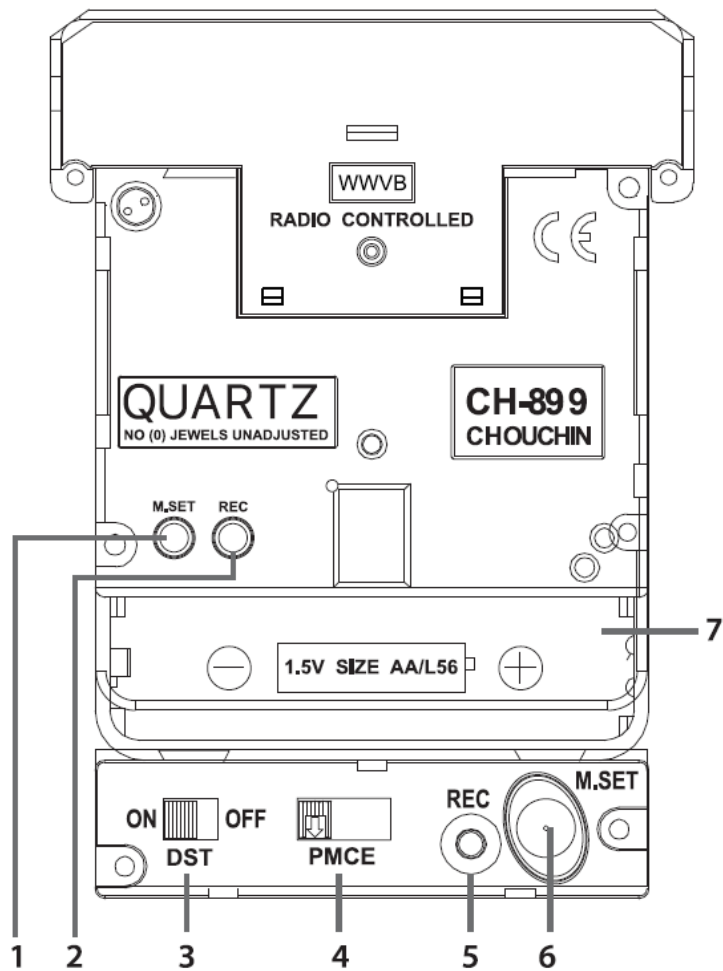 WWVB
RADIO CONTROLLED
CE
QUARTZ
NO (0) JEWELS UNADJUSTED
CH-899
CHOUCHIN
M.SET REC
7
1.5V SIZE AA/L56
M.SET
REC
ON OFF
DST PMCE
1 2 3 4 5 6